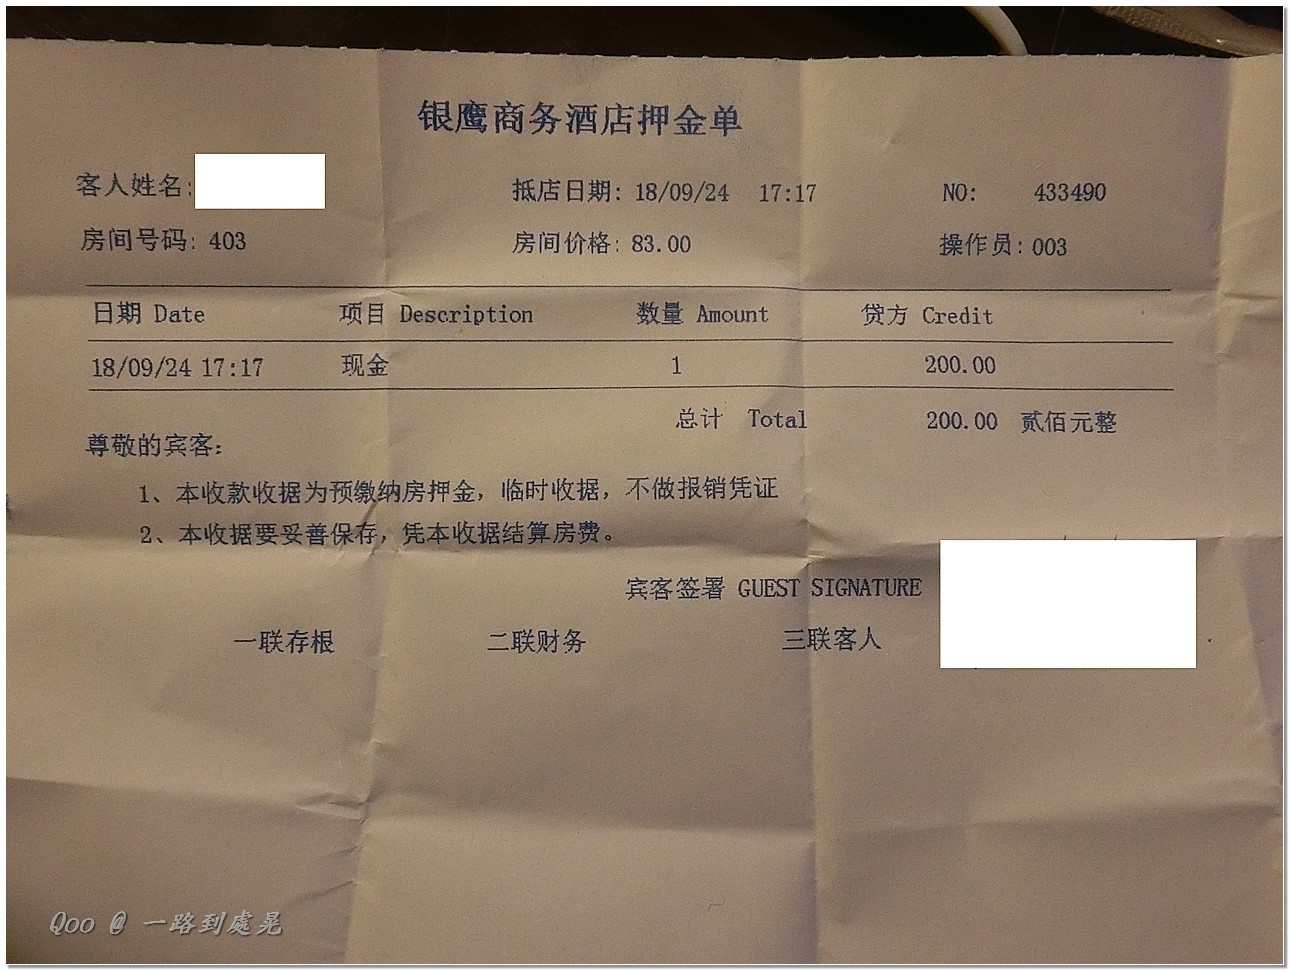 银鹰商务酒店押金单
客人姓名: 抵店日期: 18/09/24 17:17 NO: 433490
房间号码: 403 房间价格: 83.00 操作员: 003
日期 Date 项目 Description 数量 Amount 贷方 Credit
18/09/24 17:17 现金 1 200.00
总计 Total 200.00 贰佰元整
尊敬的宾客:
1、本收款收据为预缴纳房押金，临时收据，不做报销凭证
2、本收据要妥善保存，凭本收据结算房费。
宾客签署 GUEST SIGNATURE
一联存根 二联财务 三联客人
Qoo @ 一路到處晃